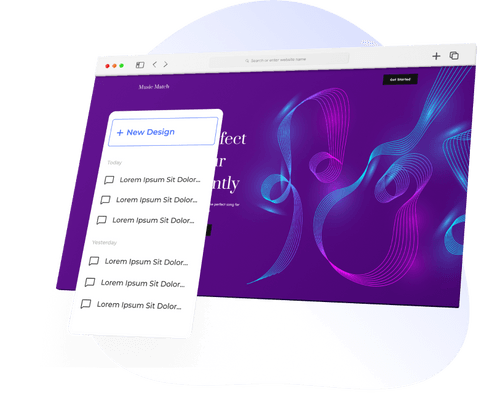 Search or enter website name
Music Match
Get Started
+ New Design
Today
Lorem Ipsum Sit Dolor...
Lorem Ipsum Sit Dolor...
Lorem Ipsum Sit Dolor...
Yesterday
Lorem Ipsum Sit Dolor...
Lorem Ipsum Sit Dolor...
Lorem Ipsum Sit Dolor...
fect
ur
ntly
perfect song for